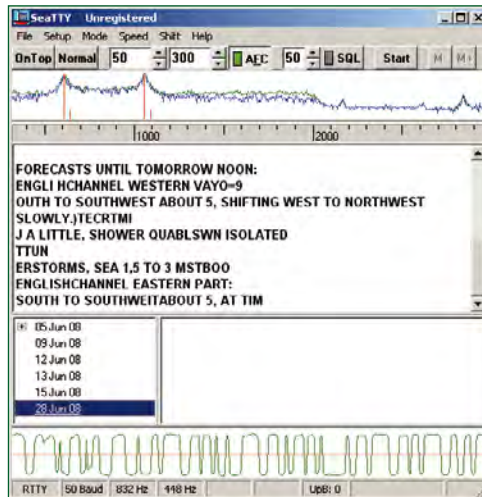 SeaTTY Unregistered
File Setup Mode Speed Shift Help
OnTop Normal 50 300 AFC 50 SQL Start M M+
1000 2000
FORECASTS UNTIL TOMORROW NOON:
ENGLI HCHANNEL WESTERN VAYO=9
OUTH TO SOUTHWEST ABOUT 5, SHIFTING WEST TO NORTHWEST
SLOWLY.)TECRTMI
J A LITTLE, SHOWER QUABLSWN ISOLATED
TTUN
ERSTORMS, SEA 1,5 TO 3 MSTBOO
ENGLISHCHANNEL EASTERN PART:
SOUTH TO SOUTHWEITABOUT 5, AT TIM
05 Jun 08
09 Jun 08
12 Jun 08
13 Jun 08
15 Jun 08
28 Jun 08
RTTY 50 Baud 832 Hz 448 Hz UpB: 0